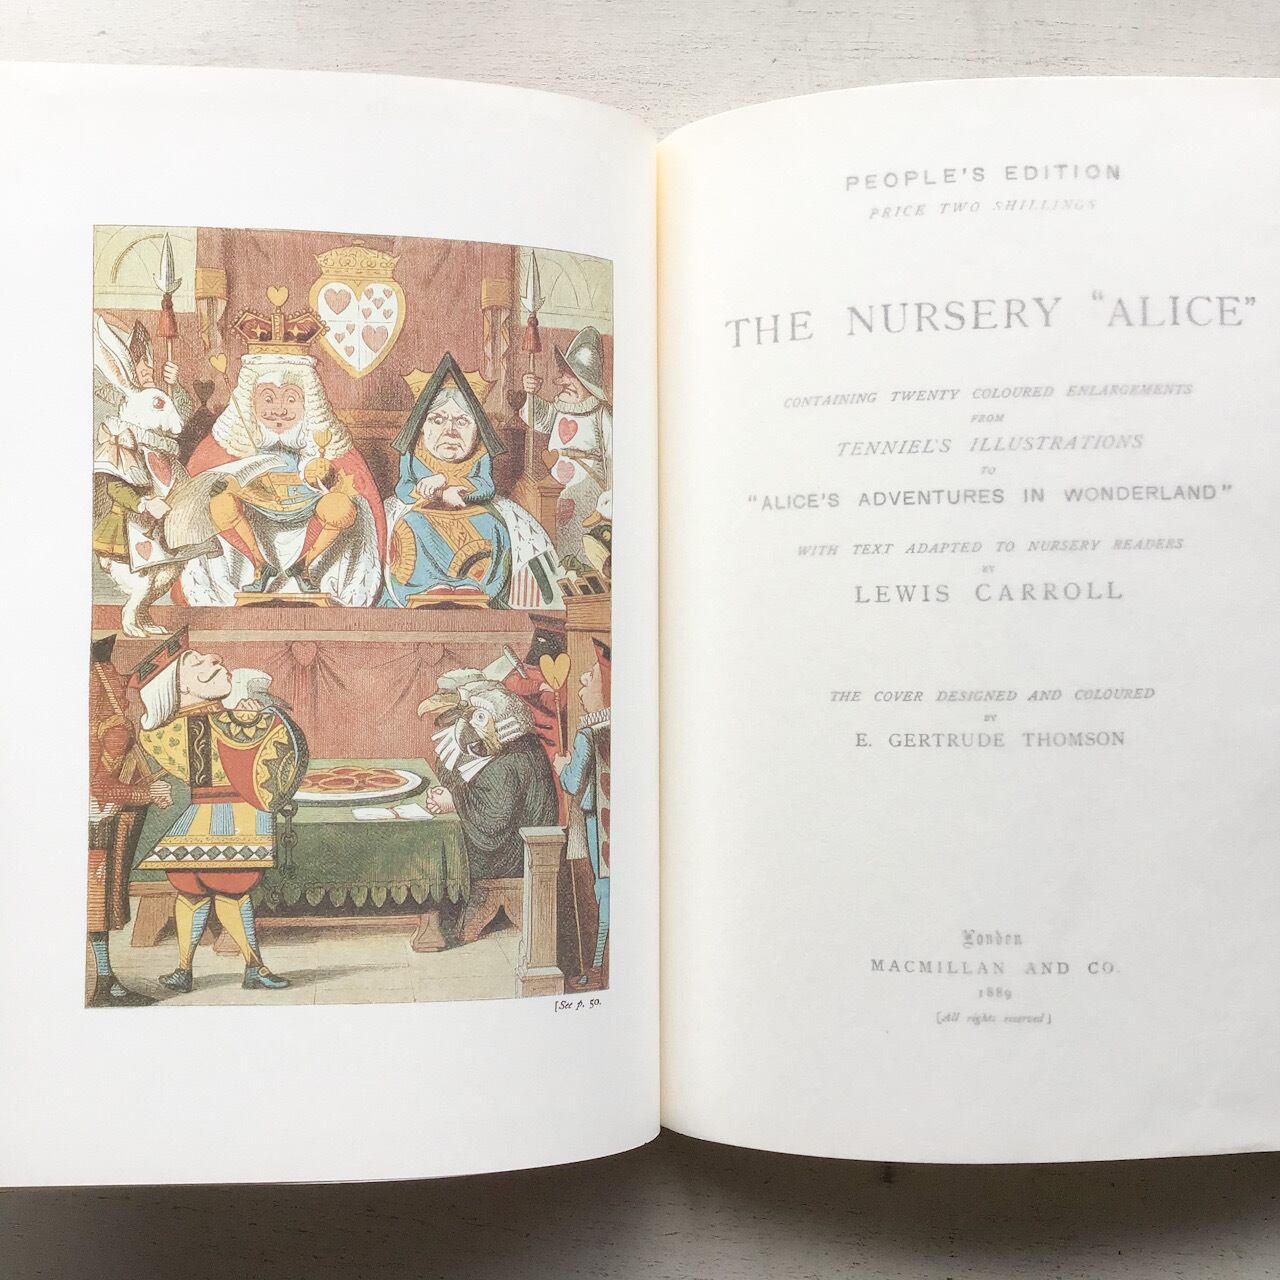 [See p. 50.
PEOPLE'S EDITION
PRICE TWO SHILLINGS
THE NURSERY "ALICE"
CONTAINING TWENTY COLOURED ENLARGEMENTS
FROM
TENNIEL'S ILLUSTRATIONS
TO
"ALICE'S ADVENTURES IN WONDERLAND"
WITH TEXT ADAPTED TO NURSERY READERS
BY
LEWIS CARROLL
THE COVER DESIGNED AND COLOURED
BY
E. GERTRUDE THOMSON
London
MACMILLAN AND CO.
1889
[All rights reserved]